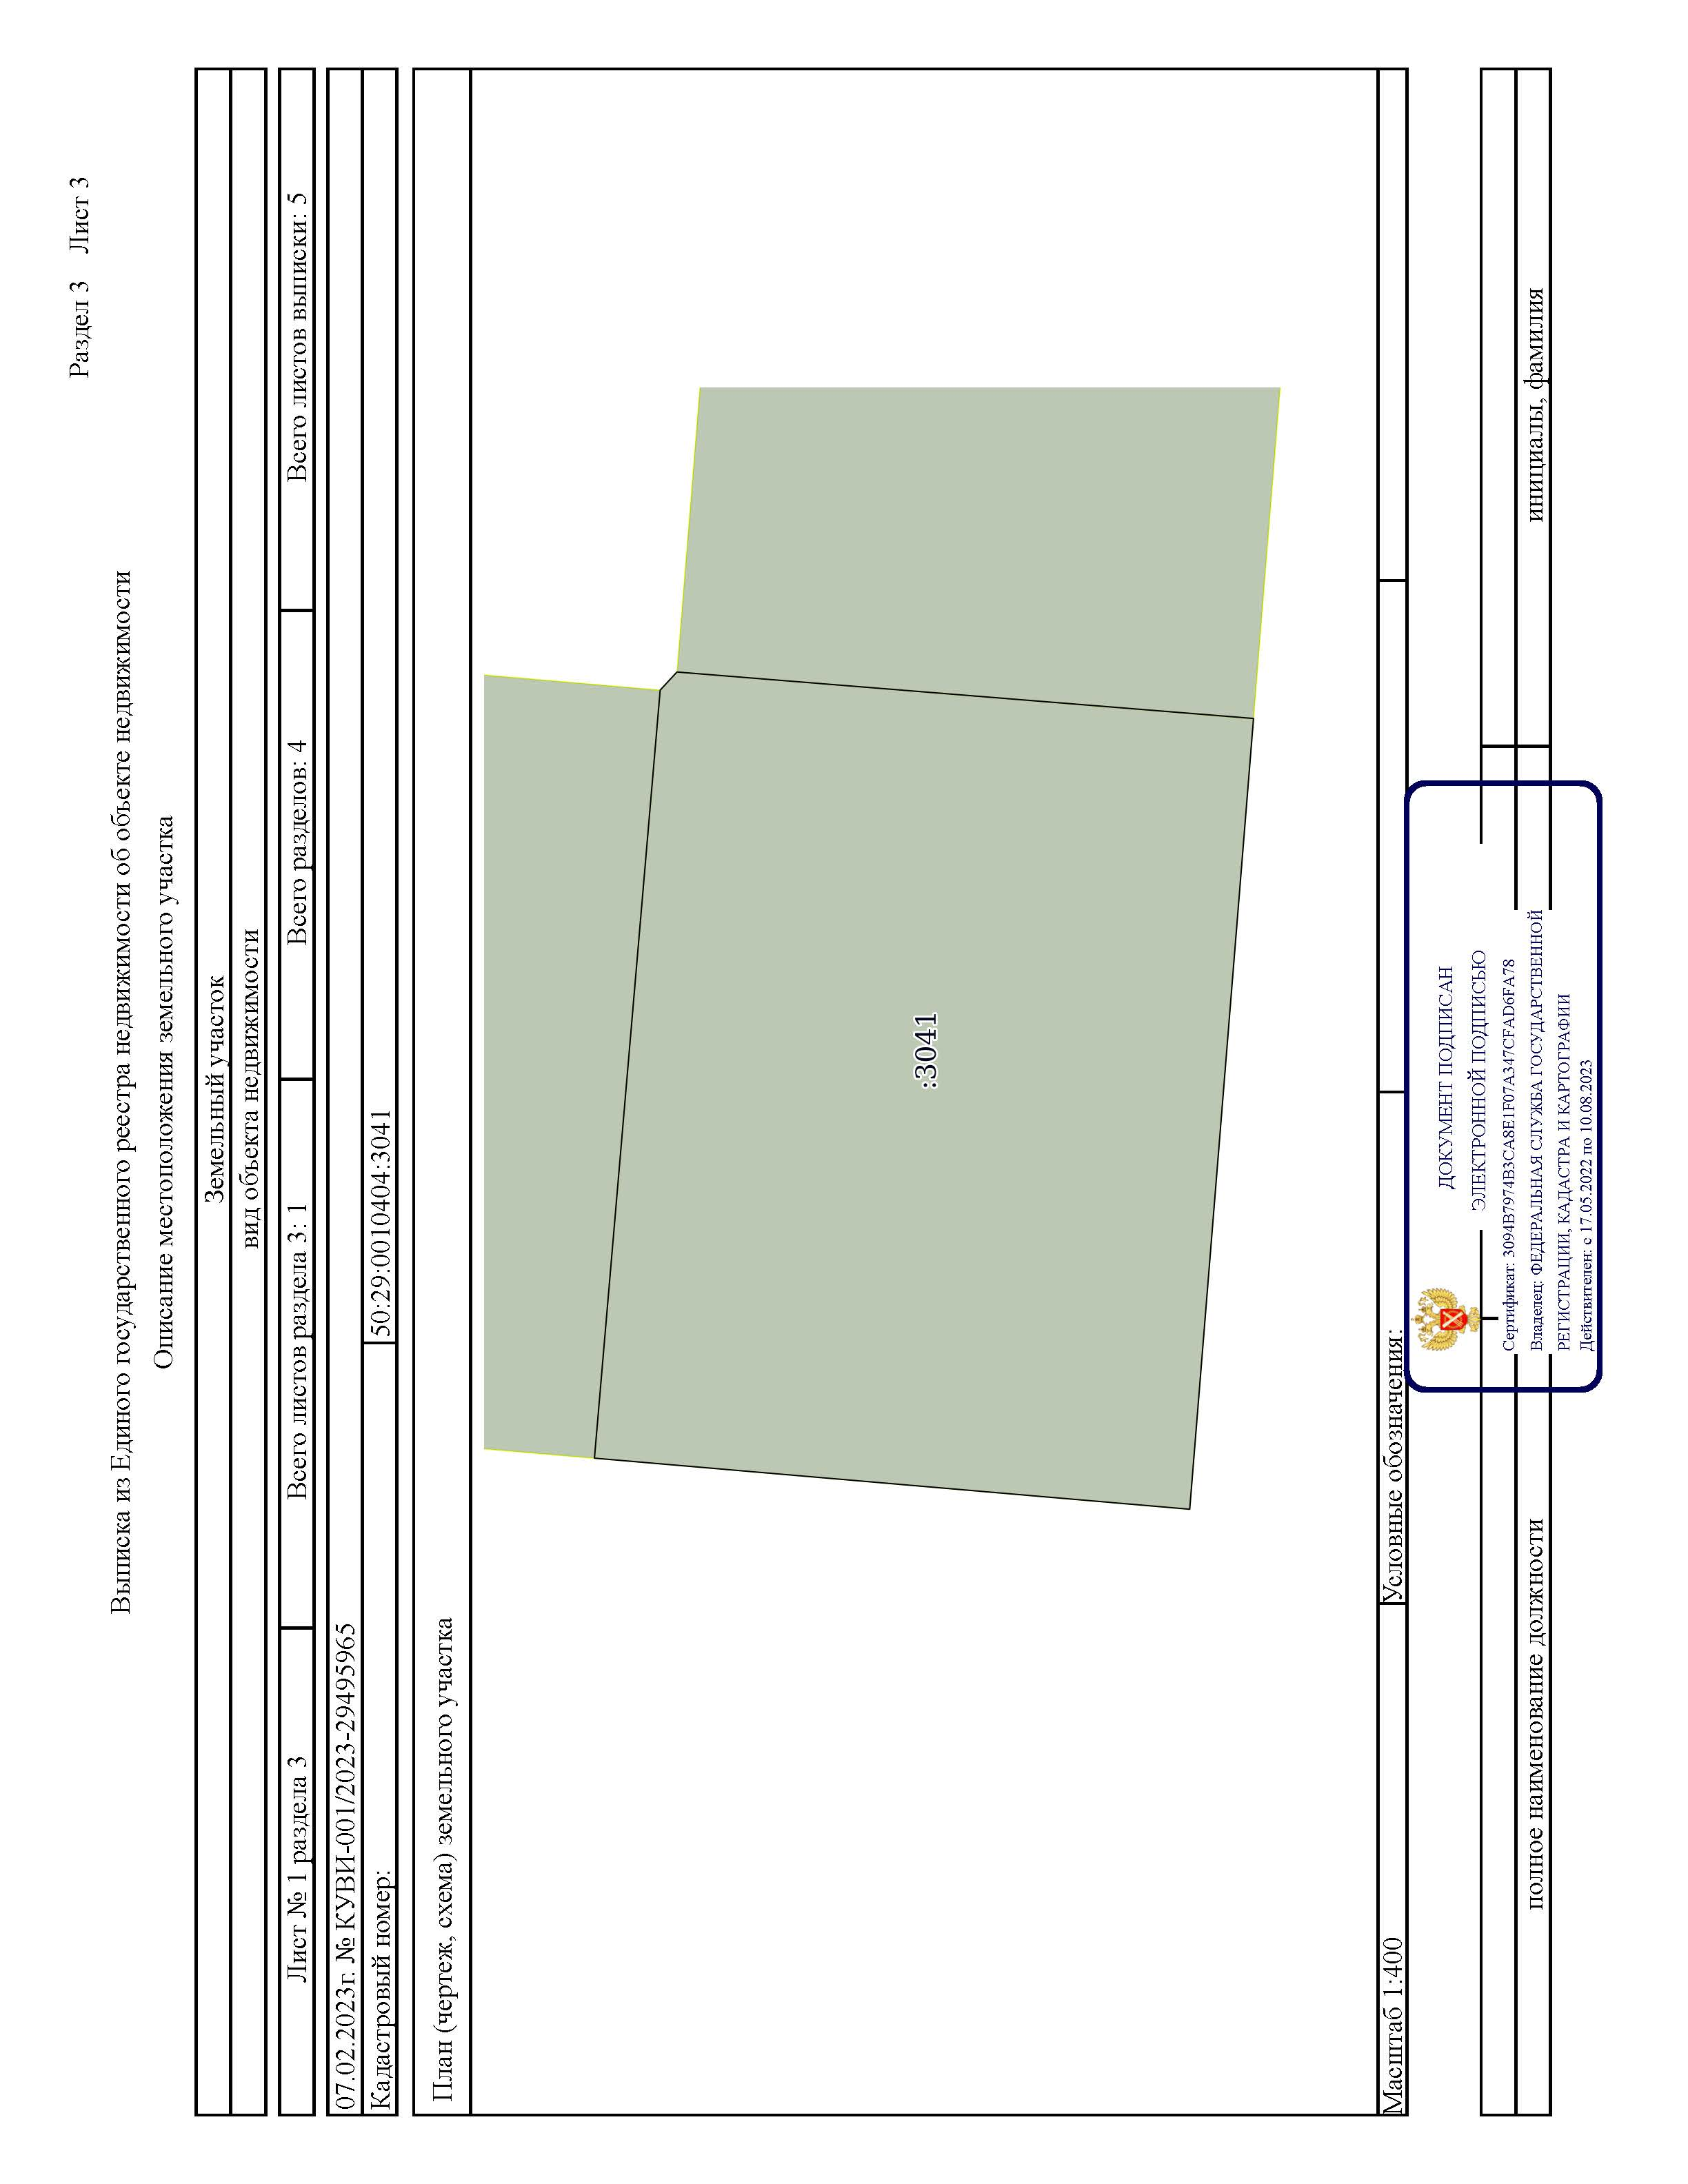 Раздел 3 Лист 3
Выписка из Единого государственного реестра недвижимости об объекте недвижимости
Описание местоположения земельного участка
Земельный участок
вид объекта недвижимости
Лист № 1 раздела 3 Всего листов раздела 3: 1 Всего разделов: 4 Всего листов выписки: 5
07.02.2023г. № КУВИ-001/2023-29495965
Кадастровый номер: 50:29:0010404:3041
План (чертеж, схема) земельного участка
:3041
Масштаб 1:400 Условные обозначения:
ДОКУМЕНТ ПОДПИСАН
ЭЛЕКТРОННОЙ ПОДПИСЬЮ
Сертификат: 3094B7974B3CA8E1F07A347CFAD6FA78
Владелец: ФЕДЕРАЛЬНАЯ СЛУЖБА ГОСУДАРСТВЕННОЙ
РЕГИСТРАЦИИ, КАДАСТРА И КАРТОГРАФИИ
Действителен: с 17.05.2022 по 10.08.2023
полное наименование должности инициалы, фамилия